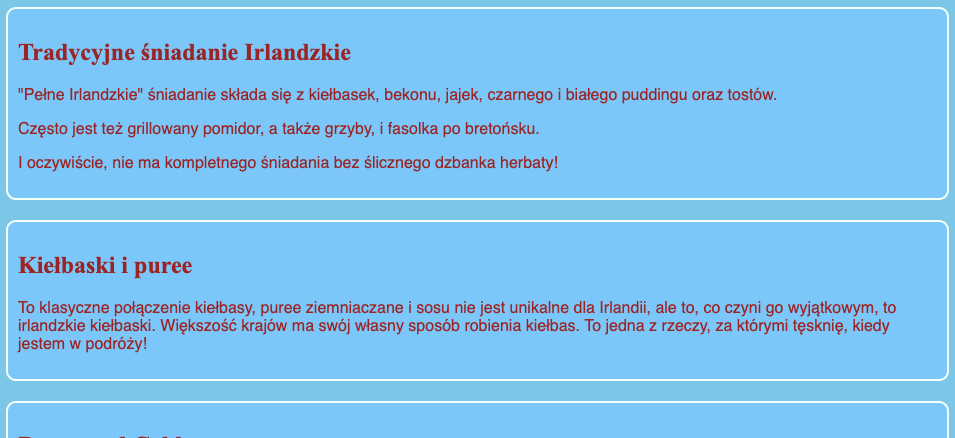 Tradycyjne śniadanie Irlandzkie
"Pełne Irlandzkie" śniadanie składa się z kiełbasek, bekonu, jajek, czarnego i białego puddingu oraz tostów.
Często jest też grillowany pomidor, a także grzyby, i fasolka po bretońsku.
I oczywiście, nie ma kompletnego śniadania bez ślicznego dzbanka herbaty!
Kiełbaski i puree
To klasyczne połączenie kiełbasy, puree ziemniaczane i sosu nie jest unikalne dla Irlandii, ale to, co czyni go wyjątkowym, to
irlandzkie kiełbaski. Większość krajów ma swój własny sposób robienia kiełbas. To jedna z rzeczy, za którymi tęsknię, kiedy
jestem w podróży!